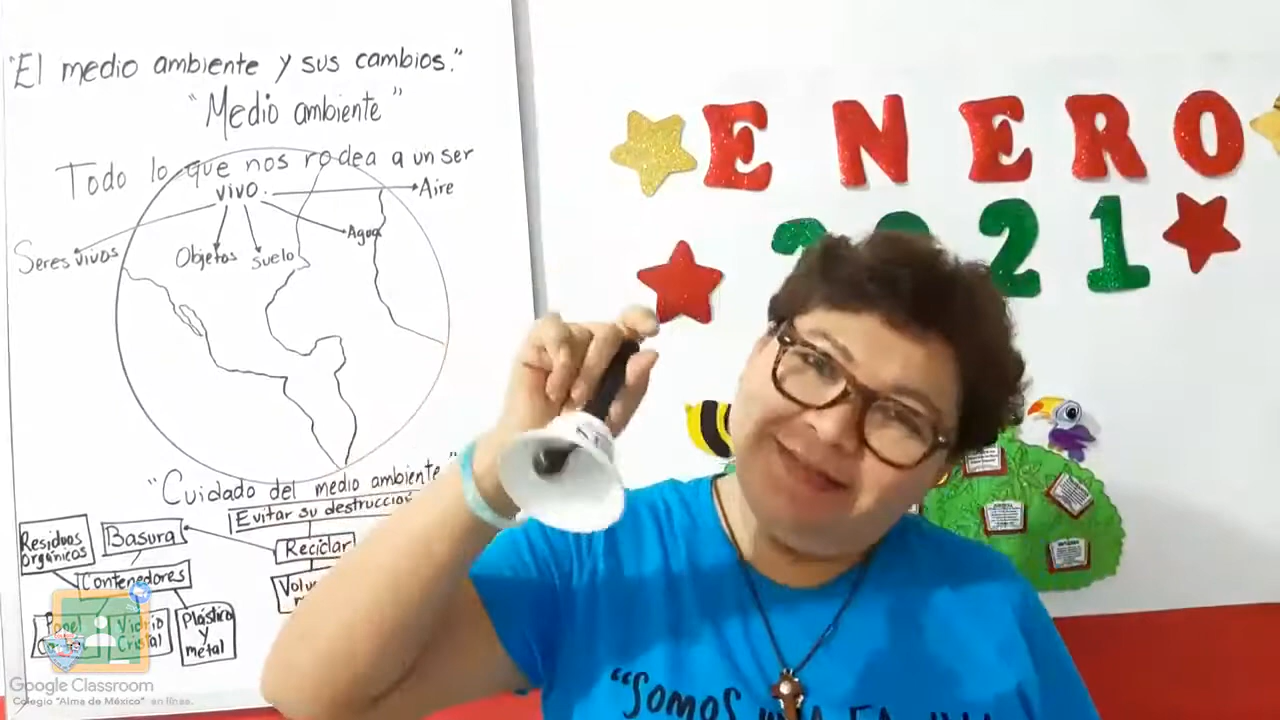 "El medio ambiente y sus cambios."
"Medio ambiente"
Todo lo que nos rodea a un ser
vivo.
Aire
Agua
Seres vivos
Objetos
suelo
"Cuidado del medio ambiente"
Evitar su destrucción
Residuos
orgánicos
Basura
Reciclar
Contenedores
Volv
Papel
Vidrio
Cristal
Plástico
y
metal
Google Classroom
Colegio "Alma de México" en línea.
ENERO
2021
"Somos